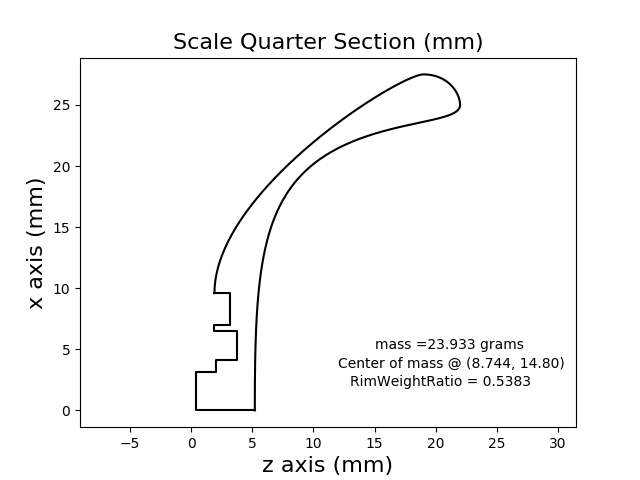 Scale Quarter Section (mm)
x axis (mm)
25
20
15
10
5
0
mass =23.933 grams
Center of mass @ (8.744, 14.80)
RimWeightRatio = 0.5383
−5 0 5 10 15 20 25 30
z axis (mm)